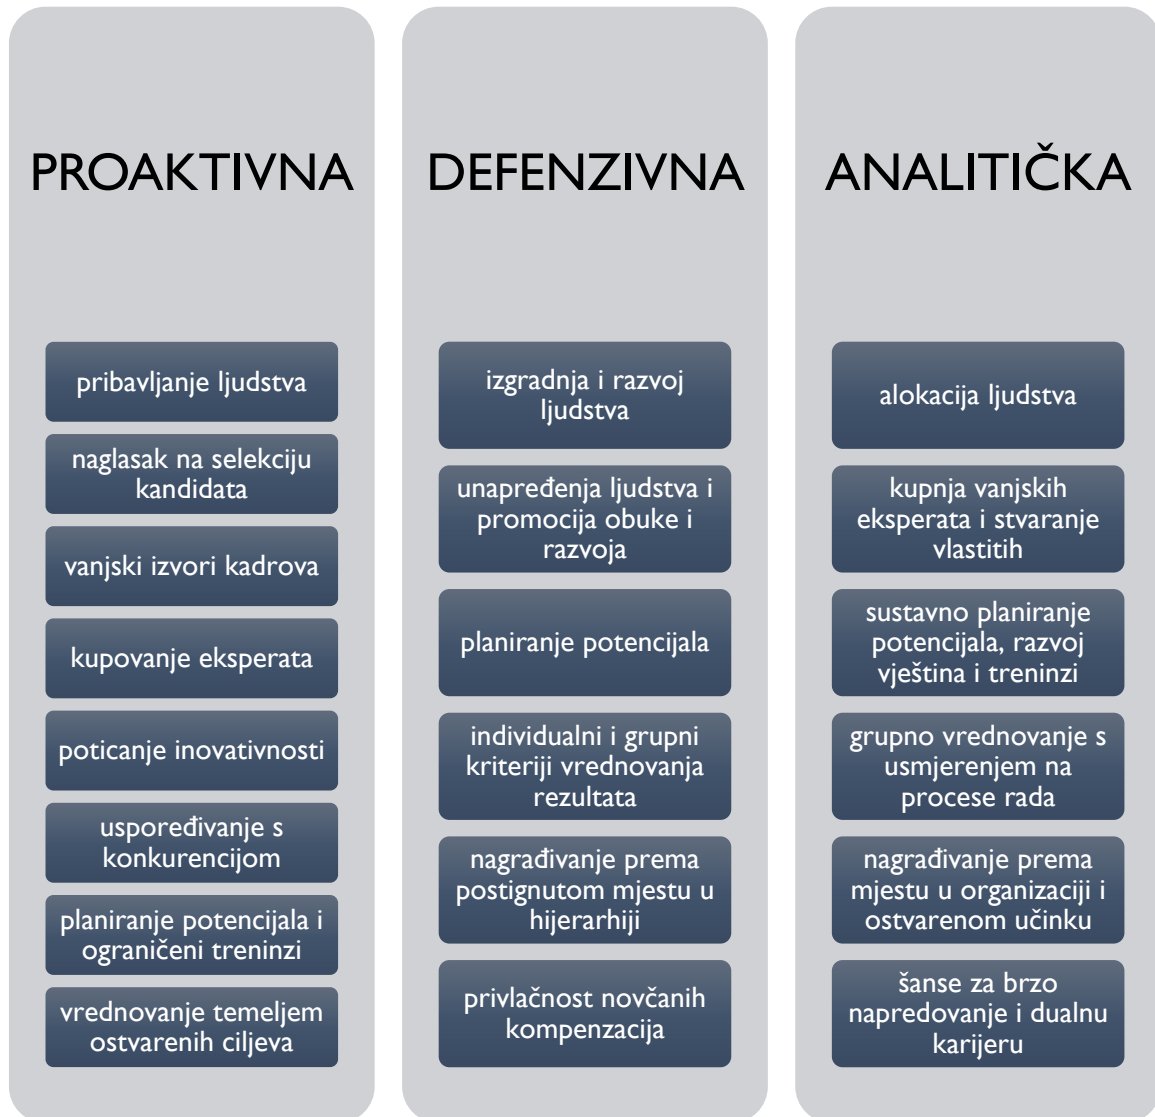 PROAKTIVNA
pribavljanje ljudstva
naglasak na selekciju
kandidata
vanjski izvori kadrova
kupovanje eksperata
poticanje inovativnosti
uspoređivanje s
konkurencijom
planiranje potencijala i
ograničeni treninzi
vrednovanje temeljem
ostvarenih ciljeva
DEFENZIVNA
izgradnja i razvoj
ljudstva
unapređenja ljudstva i
promocija obuke i
razvoja
planiranje potencijala
individualni i grupni
kriteriji vrednovanja
rezultata
nagrađivanje prema
postignutom mjestu u
hijerarhiji
privlačnost novčanih
kompenzacija
ANALITIČKA
alokacija ljudstva
kupnja vanjskih
eksperata i stvaranje
vlastitih
sustavno planiranje
potencijala, razvoj
vještina i treninzi
grupno vrednovanje s
usmjerenjem na
procese rada
nagrađivanje prema
mjestu u organizaciji i
ostvarenom učinku
šanse za brzo
napredovanje i dualnu
karijeru